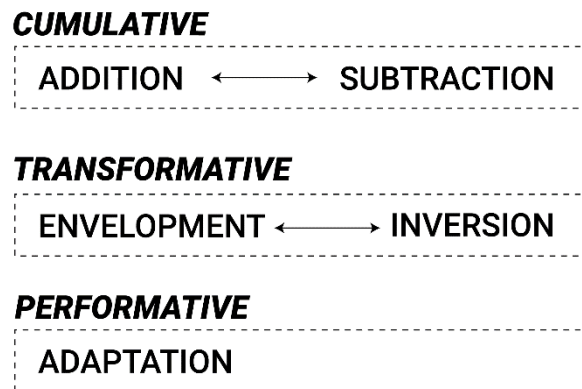 CUMULATIVE
ADDITION ⟷ SUBTRACTION
TRANSFORMATIVE
ENVELOPMENT ⟷ INVERSION
PERFORMATIVE
ADAPTATION